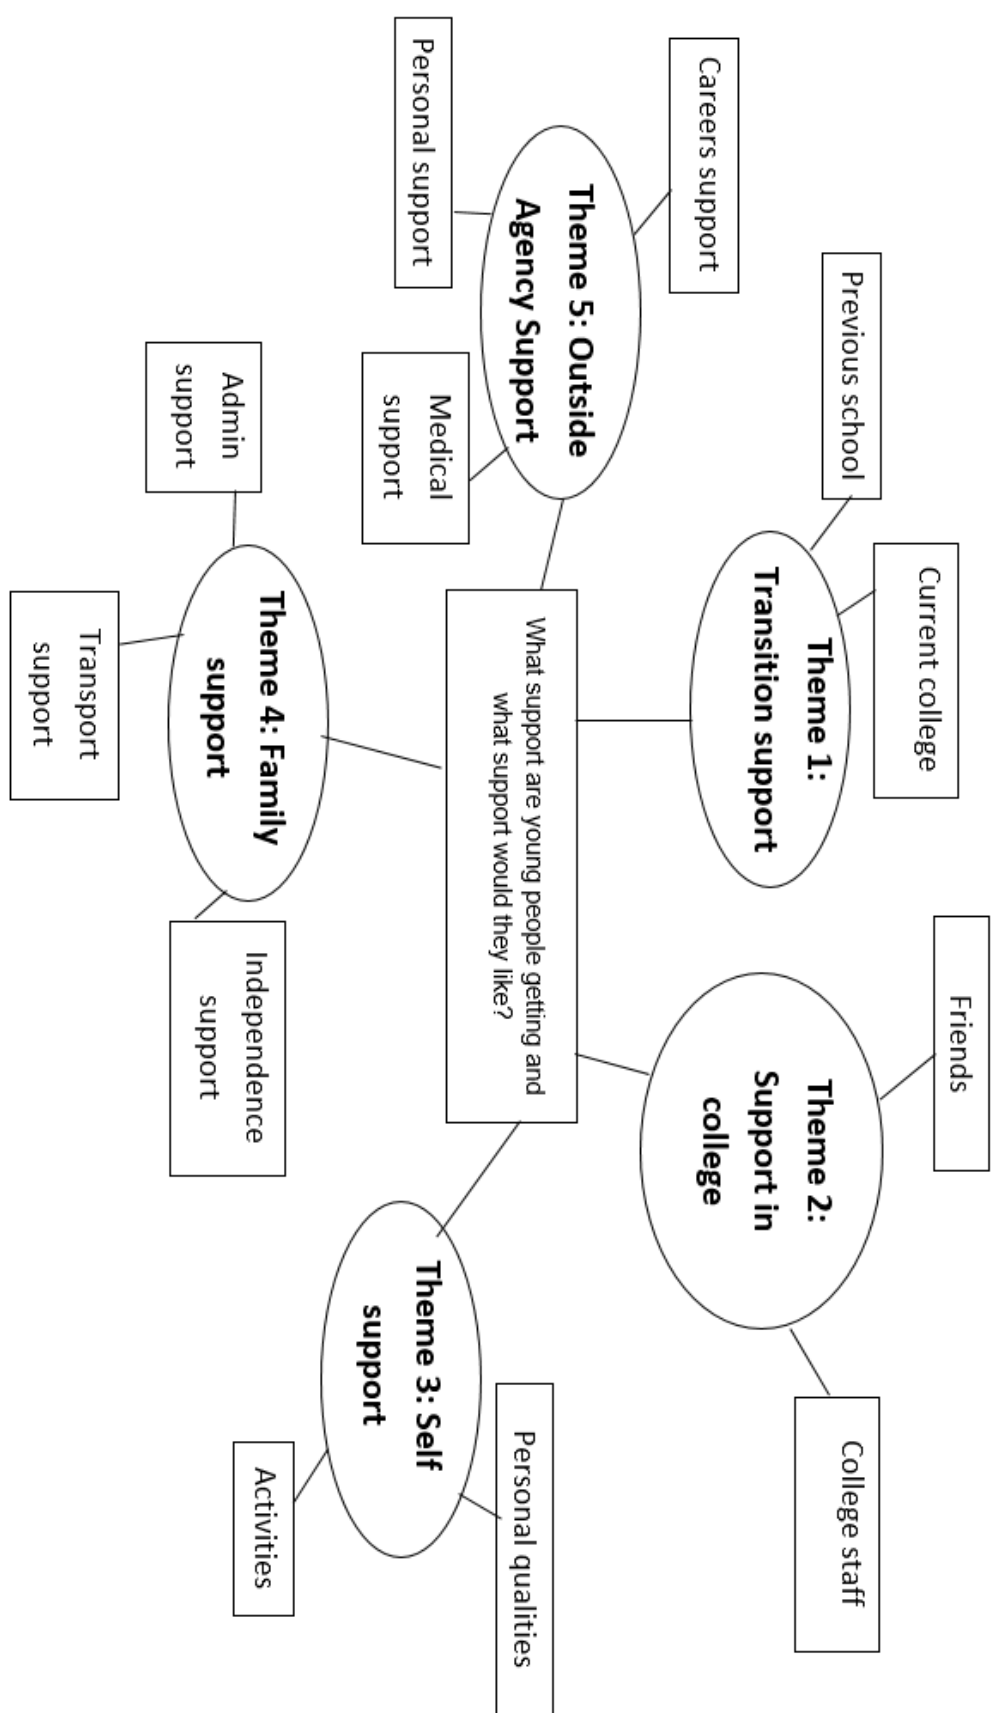 Previous school
Current college
Theme 1:
Transition support
Friends
Theme 2:
Support in
college
College staff
Careers support
Theme 5: Outside
Agency Support
Personal support
Medical
support
What support are young people getting and
what support would they like?
Personal qualities
Theme 3: Self
support
Activities
Admin
support
Theme 4: Family
support
Transport
support
Independence
support